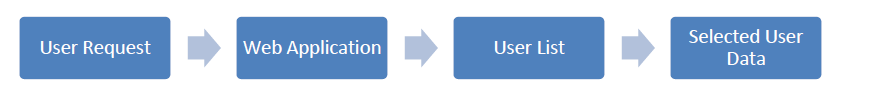 User Request
Web Application
User List
Selected User
Data